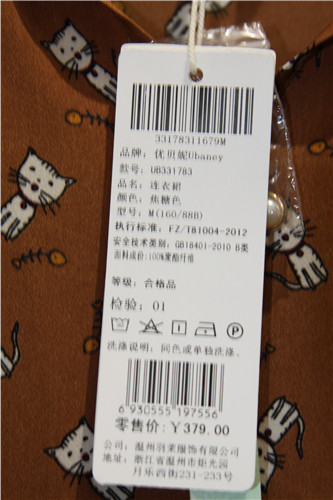 33178311679M
品牌：优贝妮Ubaney
款号：UB331783
品名：连衣裙
颜色：焦糖色
型号：M(160/88B)
执行标准：FZ/T81004-2012
安全技术类别：GB18401-2010 B类
面料成份：100%聚酯纤维
等级：合格品
检验：01
洗涤说明：同色或单独洗涤。
6 930555 197556
零售价：￥379.00
公司：温州羽莱服饰有限公司
地址：浙江省温州市炬光园
月乐西街231-233号